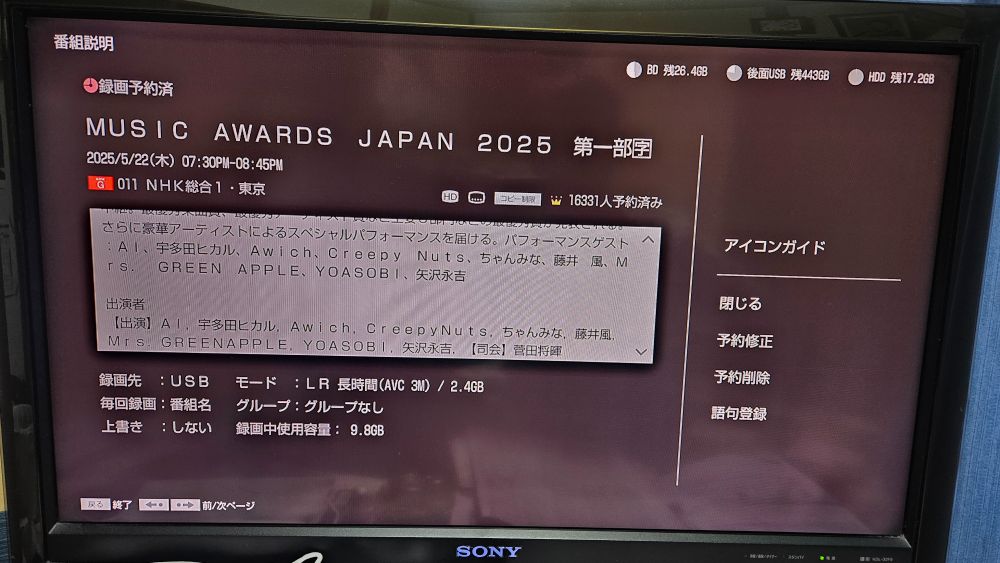 番組説明
BD 残26.4GB 後面USB 残443GB HDD 残17.2GB
録画予約済
MUSIC AWARDS JAPAN 2025 第一部字
2025/5/22(木) 07:30PM-08:45PM
G 011 NHK総合1・東京
HD コピー制限 16331人予約済み
さらに豪華アーティストによるスペシャルパフォーマンスを届ける。パフォーマンスゲスト
：AI、宇多田ヒカル、Awich、Creepy Nuts、ちゃんみな、藤井 風、M
rs. GREEN APPLE、YOASOBI、矢沢永吉
出演者
【出演】AI，宇多田ヒカル，Awich，CreepyNuts，ちゃんみな，藤井風，
Mrs．GREENAPPLE，YOASOBI，矢沢永吉，【司会】菅田将暉
録画先 ：USB モード ：LR 長時間(AVC 3M) / 2.4GB
毎回録画：番組名 グループ：グループなし
上書き ：しない 録画中使用容量： 9.8GB
アイコンガイド
閉じる
予約修正
予約削除
語句登録
戻る 終了 前/次ページ
SONY